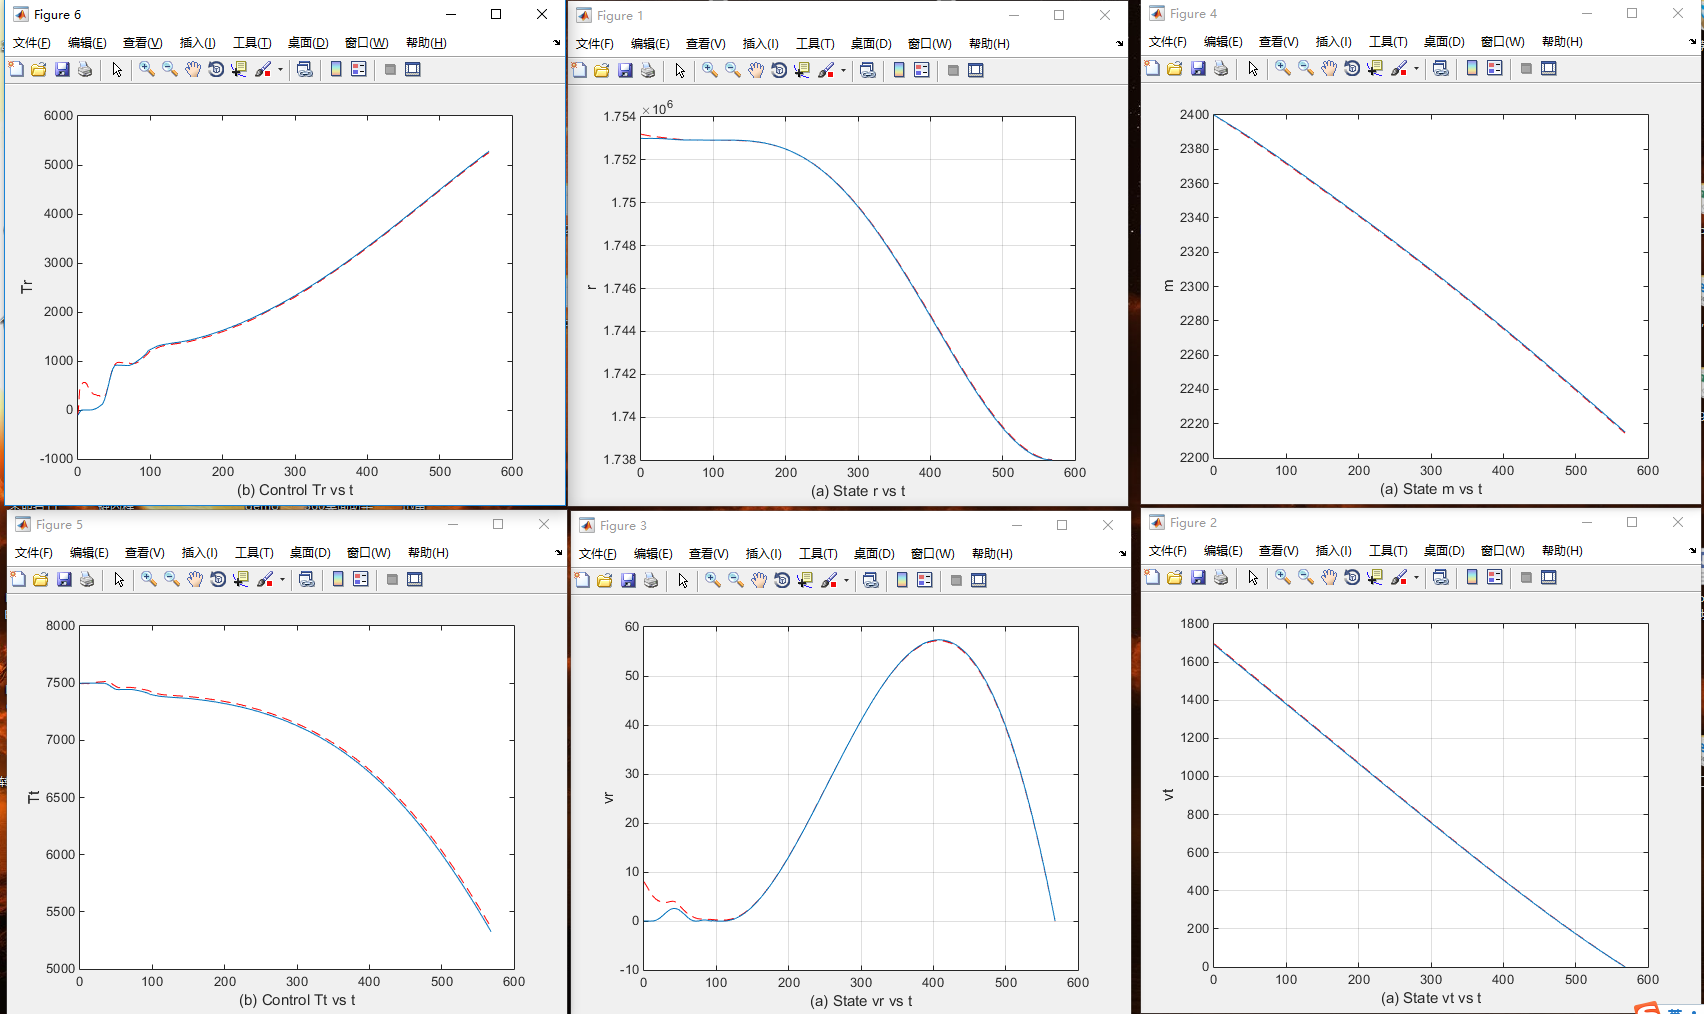 Figure 6
文件(F) 编辑(E) 查看(V) 插入(I) 工具(T) 桌面(D) 窗口(W) 帮助(H)
6000
5000
4000
3000
2000
1000
0
-1000
Tr
0 100 200 300 400 500 600
(b) Control Tr vs t
Figure 1
文件(F) 编辑(E) 查看(V) 插入(I) 工具(T) 桌面(D) 窗口(W) 帮助(H)
×10^6
1.754
1.752
1.75
1.748
1.746
1.744
1.742
1.74
1.738
r
0 100 200 300 400 500 600
(a) State r vs t
Figure 4
文件(F) 编辑(E) 查看(V) 插入(I) 工具(T) 桌面(D) 窗口(W) 帮助(H)
2400
2380
2360
2340
2320
2300
2280
2260
2240
2220
2200
m
0 100 200 300 400 500 600
(a) State m vs t
Figure 5
文件(F) 编辑(E) 查看(V) 插入(I) 工具(T) 桌面(D) 窗口(W) 帮助(H)
8000
7500
7000
6500
6000
5500
5000
Tt
0 100 200 300 400 500 600
(b) Control Tt vs t
Figure 3
文件(F) 编辑(E) 查看(V) 插入(I) 工具(T) 桌面(D) 窗口(W) 帮助(H)
60
50
40
30
20
10
0
-10
vr
0 100 200 300 400 500 600
(a) State vr vs t
Figure 2
文件(F) 编辑(E) 查看(V) 插入(I) 工具(T) 桌面(D) 窗口(W) 帮助(H)
1800
1600
1400
1200
1000
800
600
400
200
0
vt
0 100 200 300 400 500 600
(a) State vt vs t